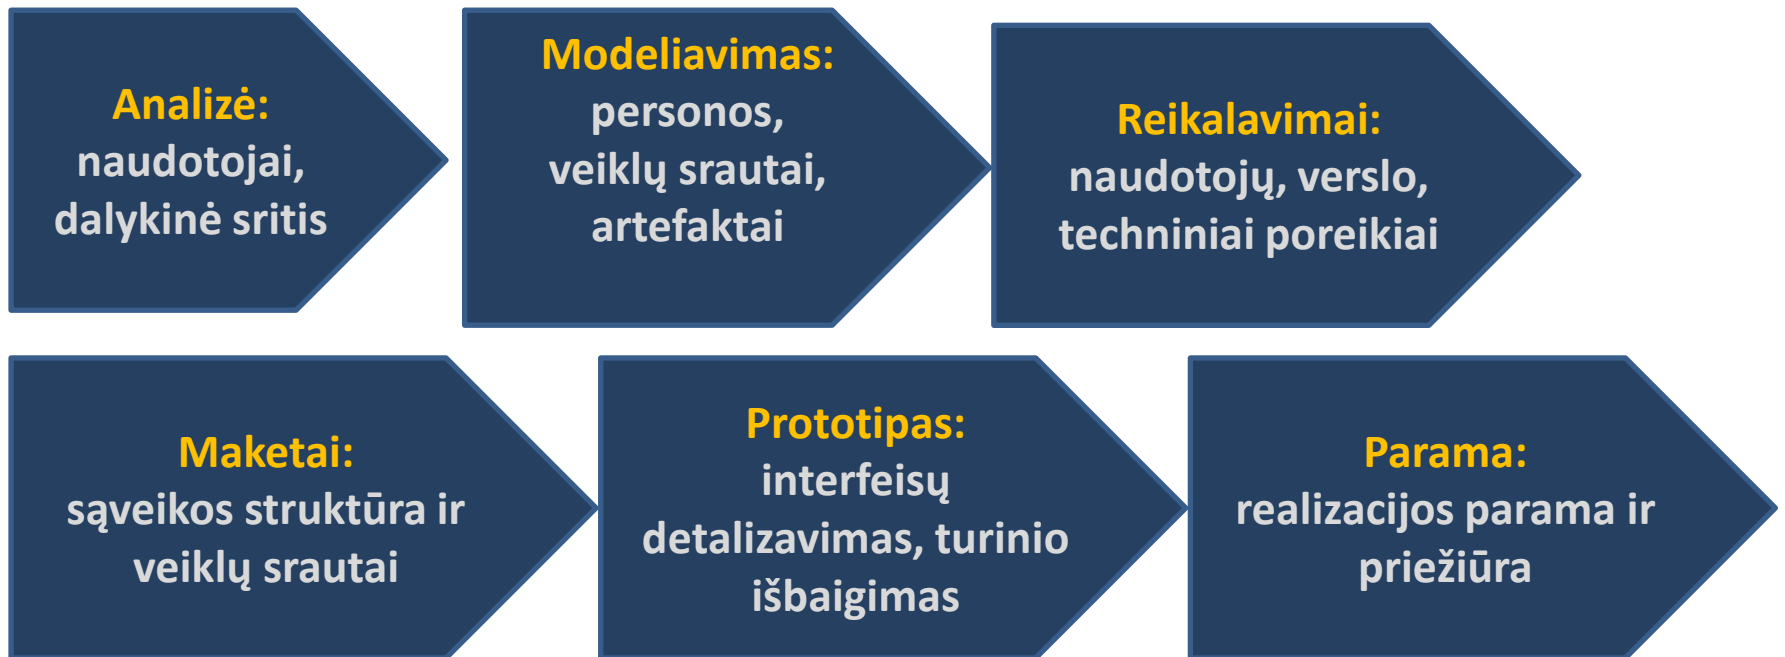 Analizė:
naudotojai,
dalykinė sritis
Modeliavimas:
personos,
veiklų srautai,
artefaktai
Reikalavimai:
naudotojų, verslo,
techniniai poreikiai
Maketai:
sąveikos struktūra ir
veiklų srautai
Prototipas:
interfeisų
detalizavimas, turinio
išbaigimas
Parama:
realizacijos parama ir
priežiūra